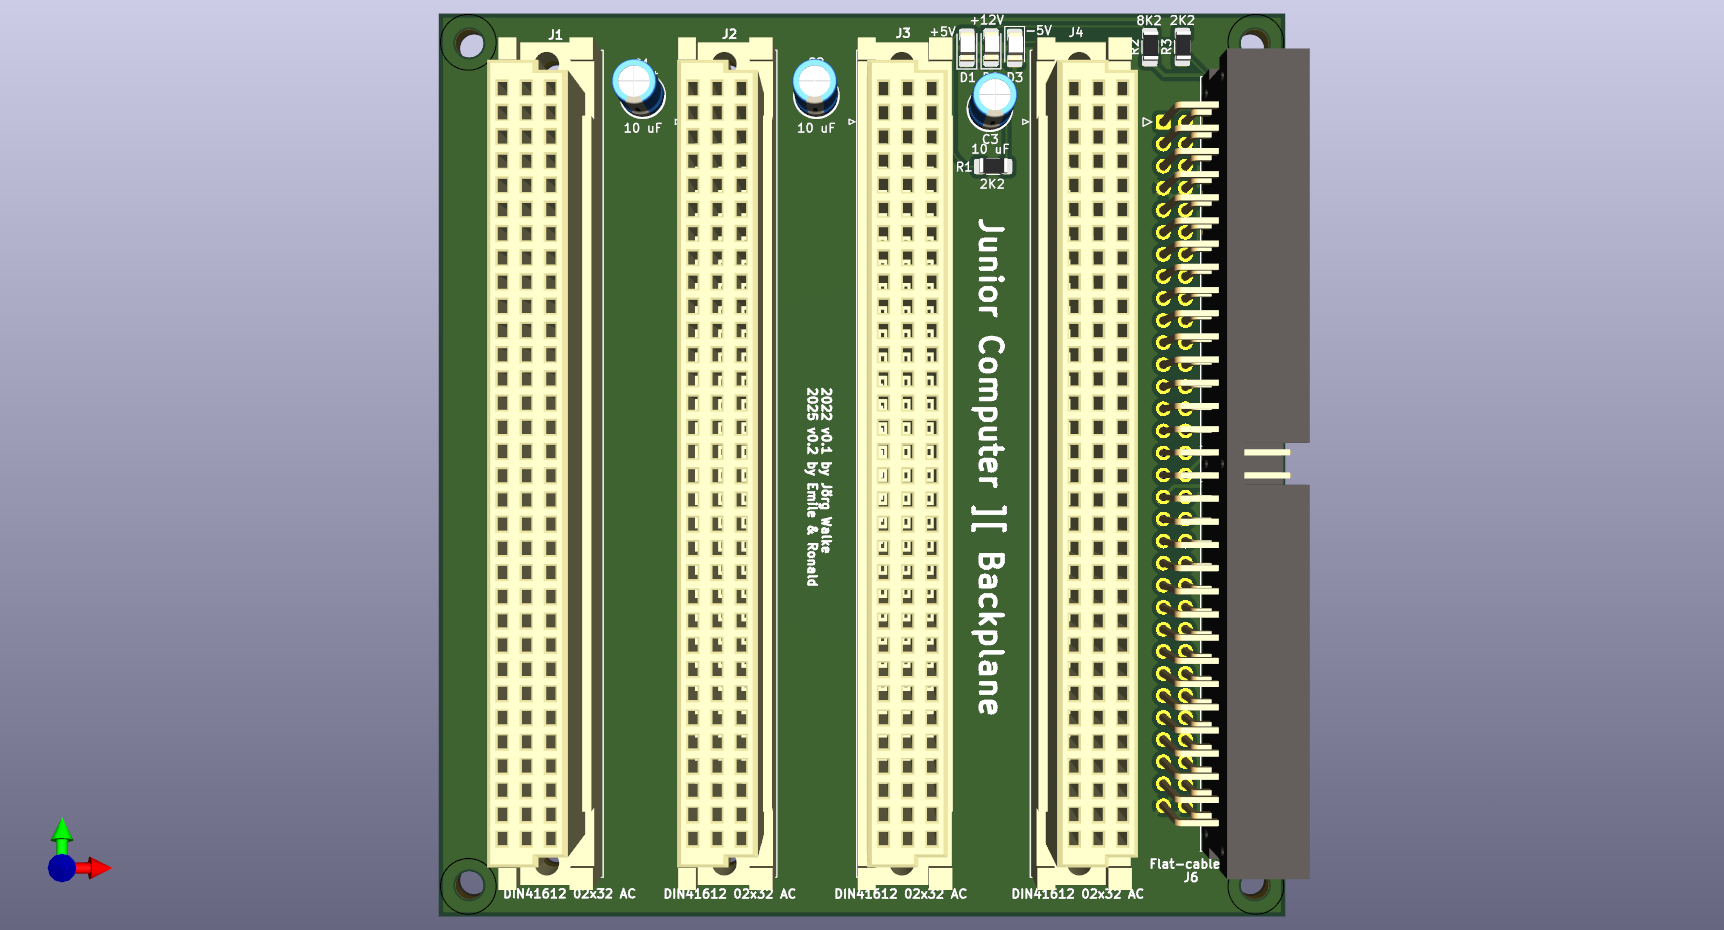 J1
J2
J3
+5V
+12V
-5V
J4
8K2
2K2
R2
R3
D1
D3
10 uF
10 uF
C3
10 uF
R1
2K2
Junior Computer ][ Backplane
2022 v0.1 by Jörg Walke
2025 v0.2 by Emile & Ronald
Flat-cable
J6
DIN41612 02x32 AC
DIN41612 02x32 AC
DIN41612 02x32 AC
DIN41612 02x32 AC